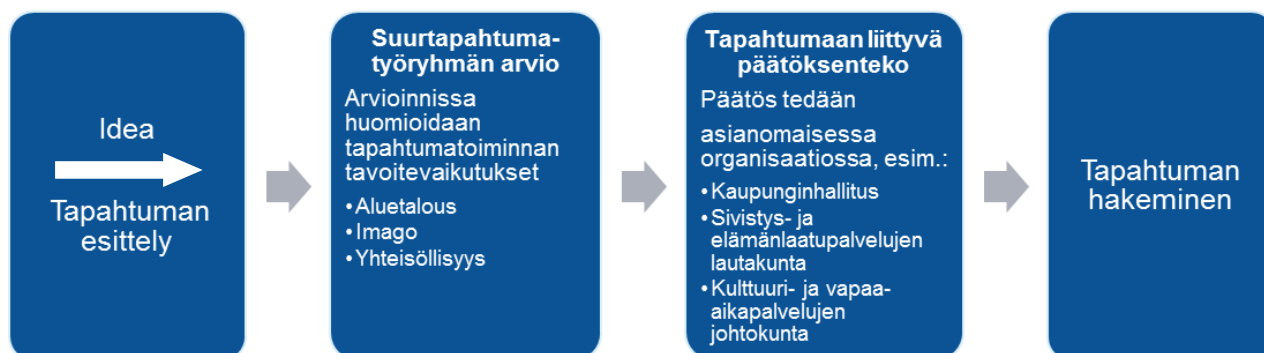 Idea
Tapahtuman
esittely
Suurtapahtuma-
työryhmän arvio
Arvioinnissa
huomioidaan
tapahtumatoiminnan
tavoitevaikutukset
•Aluetalous
•Imago
•Yhteisöllisyys
Tapahtumaan liittyvä
päätöksenteko
Päätös tedään
asianomaisessa
organisaatiossa, esim.:
•Kaupunginhallitus
•Sivistys- ja
elämänlaatupalvelujen
lautakunta
•Kulttuuri- ja vapaa-
aikapalvelujen
johtokunta
Tapahtuman
hakeminen